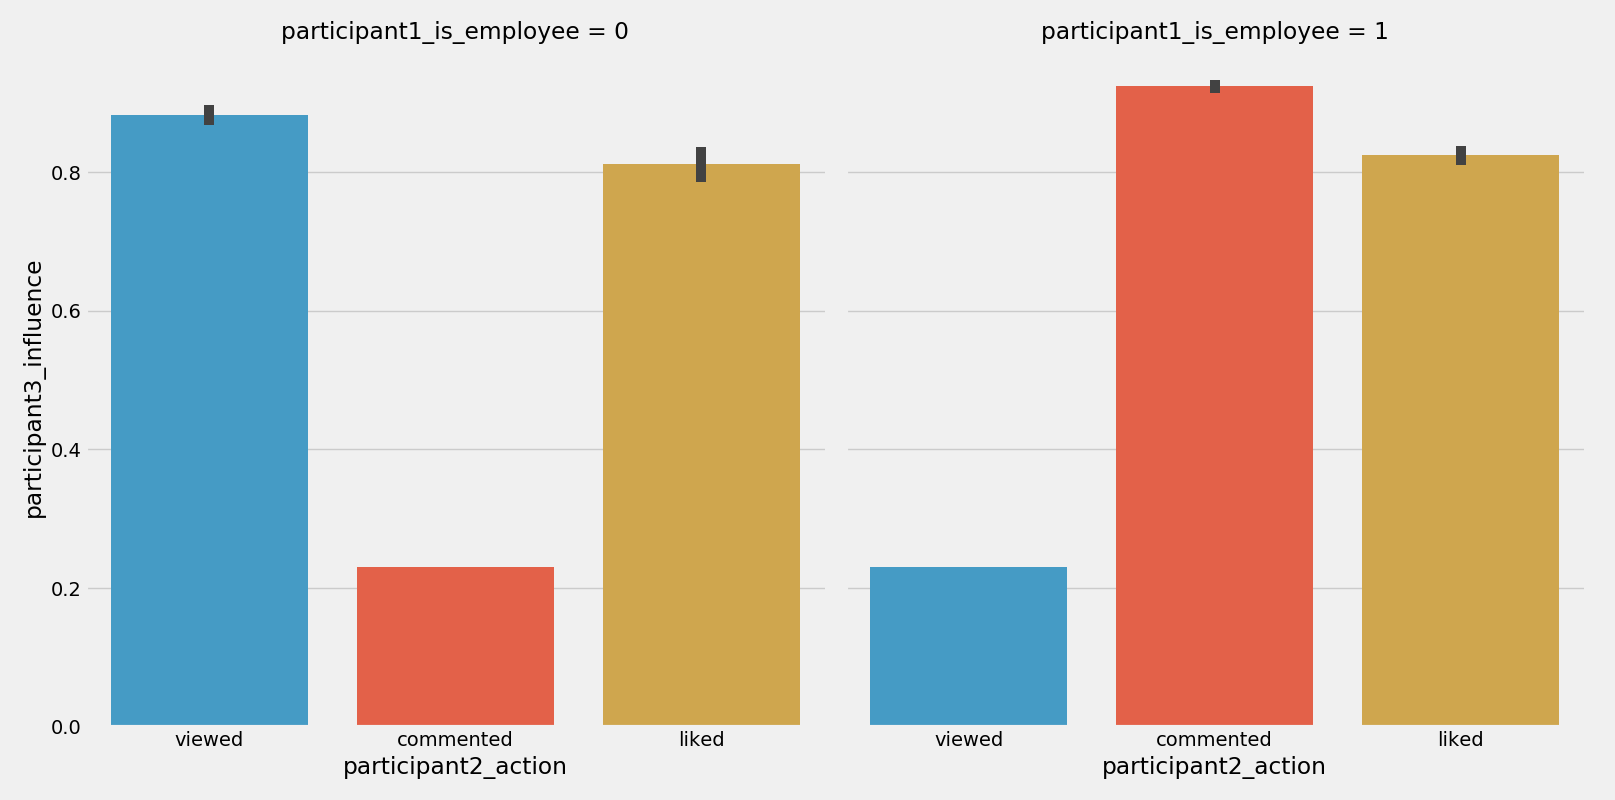 participant1_is_employee = 0
participant1_is_employee = 1
participant3_influence
0.8
0.6
0.4
0.2
0.0
viewed commented liked
viewed commented liked
participant2_action
participant2_action